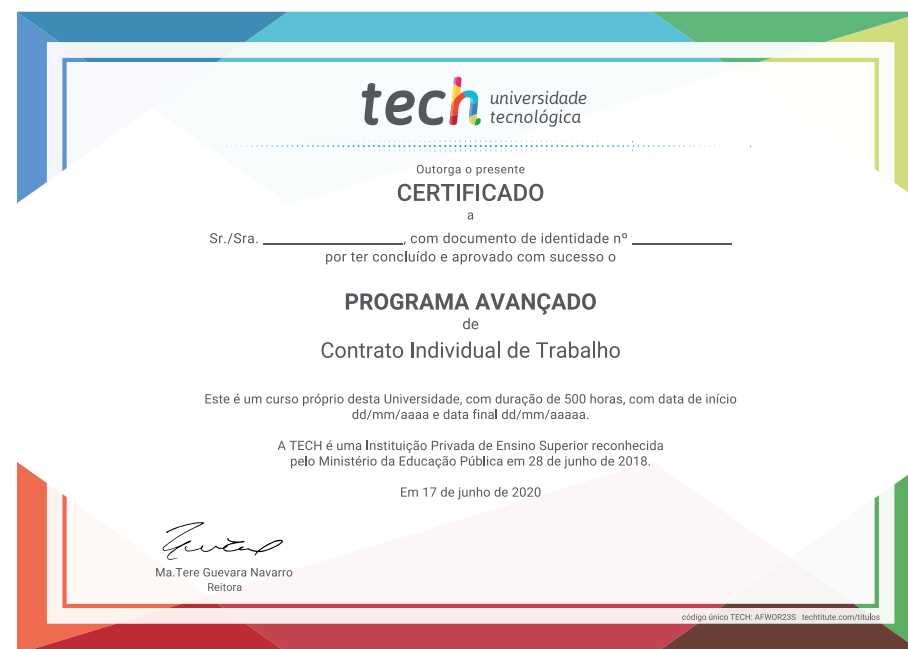 tech universidade
tecnológica
Outorga o presente
CERTIFICADO
a
Sr./Sra. ____________, com documento de identidade nº ____________
por ter concluído e aprovado com sucesso o
PROGRAMA AVANÇADO
de
Contrato Individual de Trabalho
Este é um curso próprio desta Universidade, com duração de 500 horas, com data de início
dd/mm/aaaa e data final dd/mm/aaaaa.
A TECH é uma Instituição Privada de Ensino Superior reconhecida
pelo Ministério da Educação Pública em 28 de junho de 2018.
Em 17 de junho de 2020
Ma.Tere Guevara Navarro
Reitora
código único TECH: AFWOR23S techtitute.com/titulos